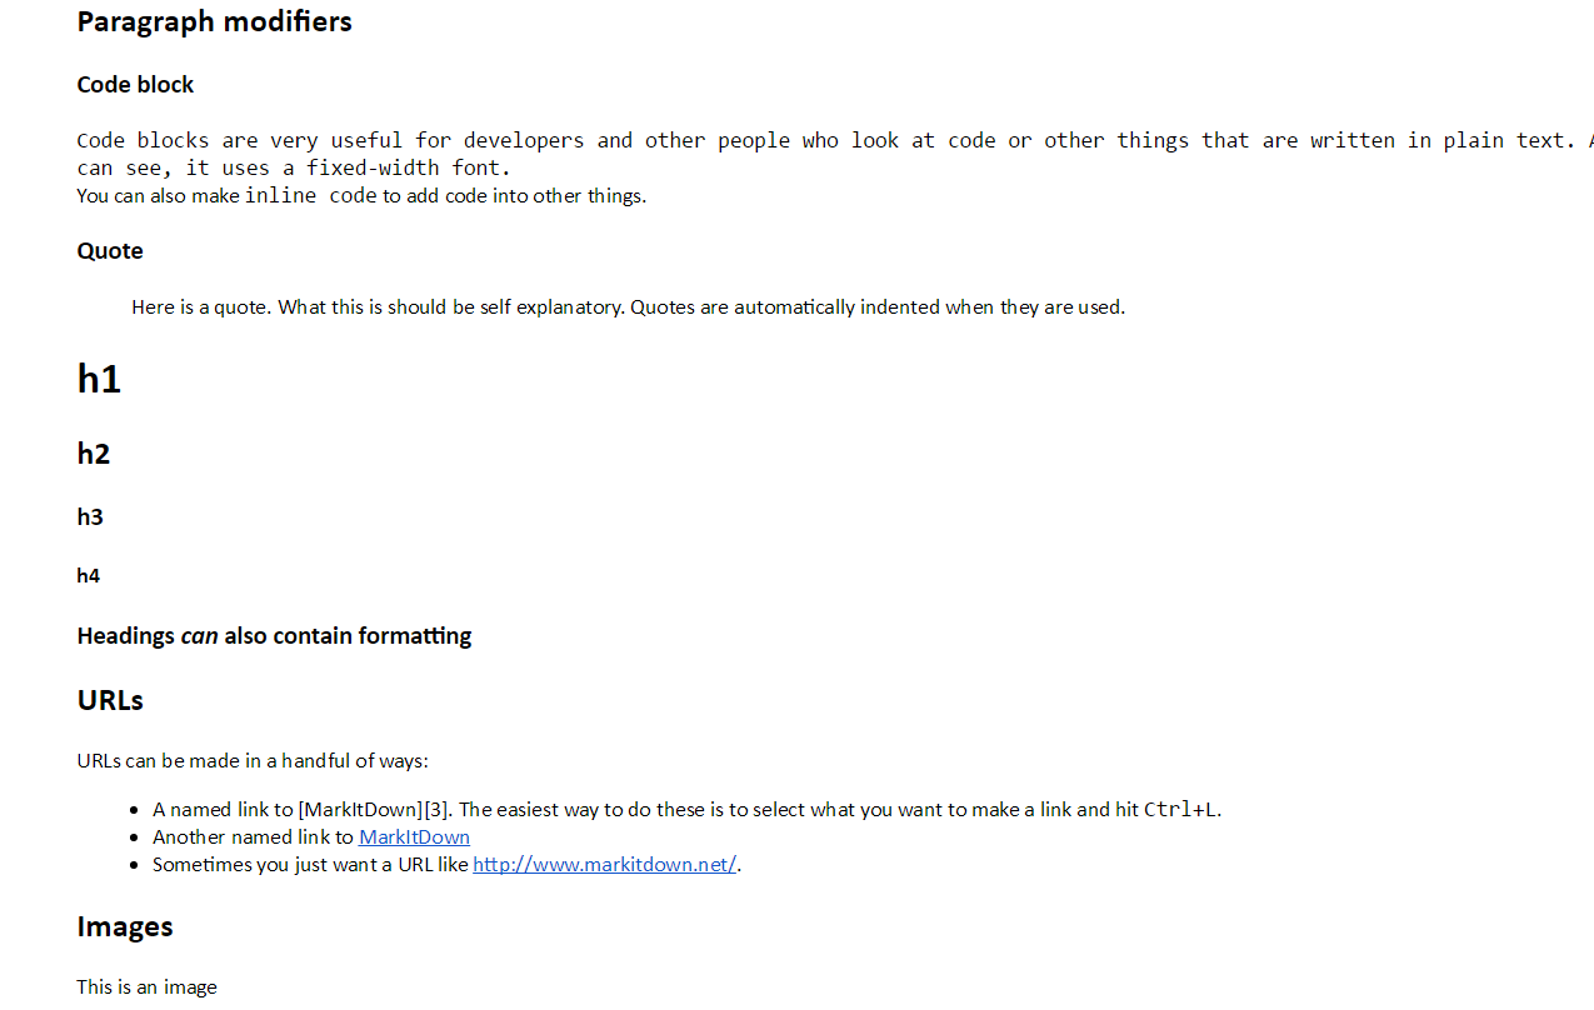 Paragraph modifiers
Code block
Code blocks are very useful for developers and other people who look at code or other things that are written in plain text.
can see, it uses a fixed-width font.
You can also make inline code to add code into other things.
Quote
Here is a quote. What this is should be self explanatory. Quotes are automatically indented when they are used.
h1
h2
h3
h4
Headings can also contain formatting
URLs
URLs can be made in a handful of ways:
• A named link to [MarkItDown][3]. The easiest way to do these is to select what you want to make a link and hit Ctrl+L.
• Another named link to MarkItDown
• Sometimes you just want a URL like http://www.markitdown.net/.
Images
This is an image